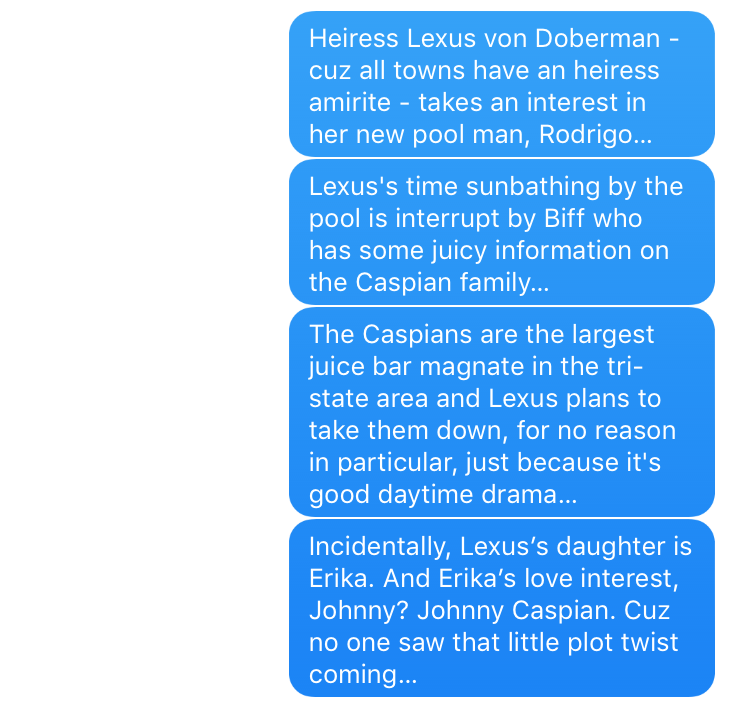 Heiress Lexus von Doberman -
cuz all towns have an heiress
amirite - takes an interest in
her new pool man, Rodrigo...
Lexus's time sunbathing by the
pool is interrupt by Biff who
has some juicy information on
the Caspian family...
The Caspians are the largest
juice bar magnate in the tri-
state area and Lexus plans to
take them down, for no reason
in particular, just because it's
good daytime drama...
Incidentally, Lexus’s daughter is
Erika. And Erika’s love interest,
Johnny? Johnny Caspian. Cuz
no one saw that little plot twist
coming...